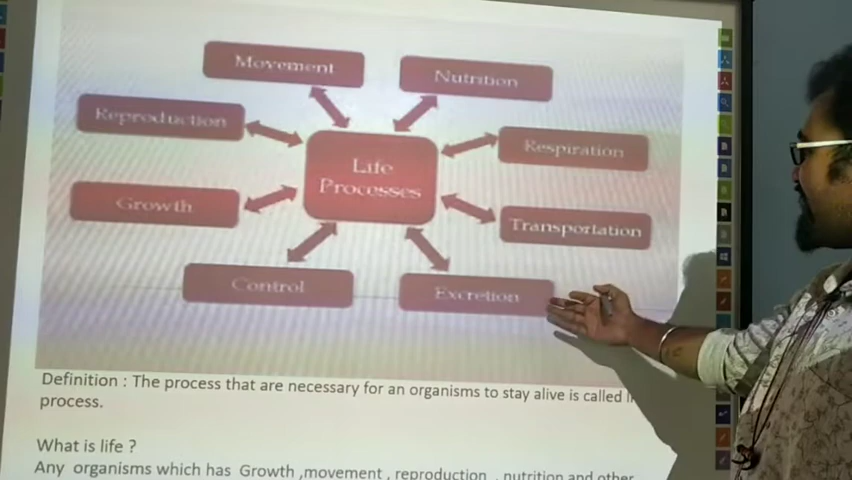 Movement
Nutrition
Reproduction
Respiration
Life
Processes
Growth
Transportation
Control
Excretion
Definition : The process that are necessary for an organisms to stay alive is called
process.
What is life ?
Any organisms which has Growth ,movement , reproduction , nutrition and other